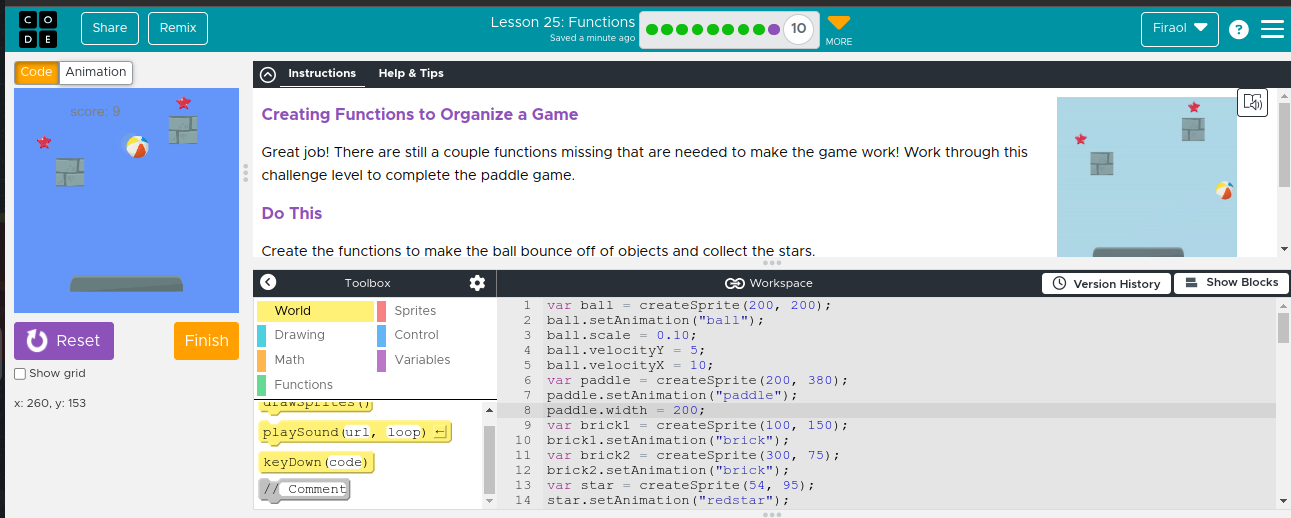 CODE
Share
Remix
Lesson 25: Functions
Saved a minute ago
10
MORE
Firaol
?
Code
Animation
score: 9
Reset
Finish
Show grid
x: 260, y: 153
Instructions
Help & Tips
Creating Functions to Organize a Game
Great job! There are still a couple functions missing that are needed to make the game work! Work through this
challenge level to complete the paddle game.
Do This
Create the functions to make the ball bounce off of objects and collect the stars.
Toolbox
Workspace
Version History
Show Blocks
World
Sprites
Drawing
Control
Math
Variables
Functions
drawSprites()
playSound(url, loop)
keyDown(code)
// Comment
1 var ball = createSprite(200, 200);
2 ball.setAnimation("ball");
3 ball.scale = 0.10;
4 ball.velocityY = 5;
5 ball.velocityX = 10;
6 var paddle = createSprite(200, 380);
7 paddle.setAnimation("paddle");
8 paddle.width = 200;
9 var brick1 = createSprite(100, 150);
10 brick1.setAnimation("brick");
11 var brick2 = createSprite(300, 75);
12 brick2.setAnimation("brick");
13 var star = createSprite(54, 95);
14 star.setAnimation("redstar");